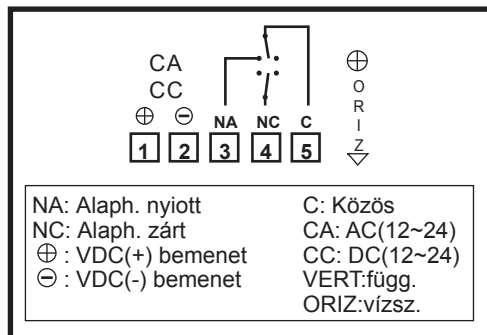 CA
CC
⊕ ⊖ NA NC C
1 2 3 4 5
⊕
O
R
I
Z
NA: Alaph. nyiott
NC: Alaph. zárt
⊕ : VDC(+) bemenet
⊖ : VDC(-) bemenet
C: Közös
CA: AC(12~24)
CC: DC(12~24)
VERT:függ.
ORIZ:vízsz.